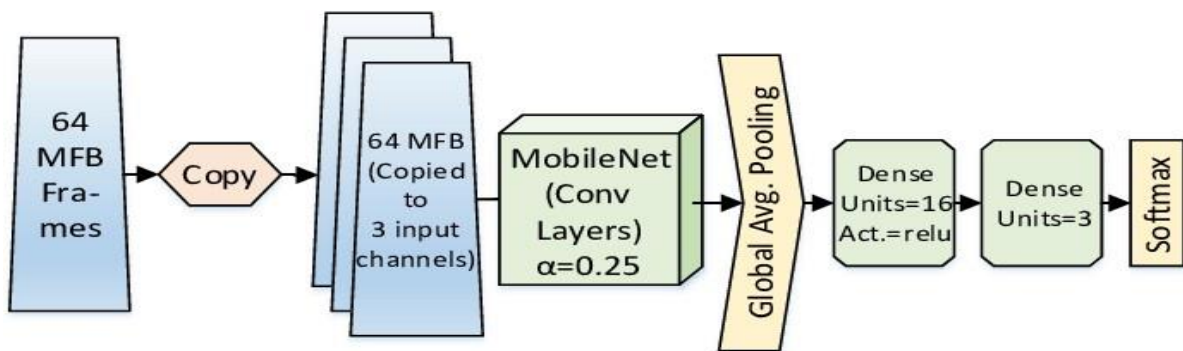 64
MFB
Fra-
mes
Copy
64 MFB
(Copied
to
3 input
channels)
MobileNet
(Conv
Layers)
α=0.25
Global Avg. Pooling
Dense
Units=16
Act.=relu
Dense
Units=3
Softmax